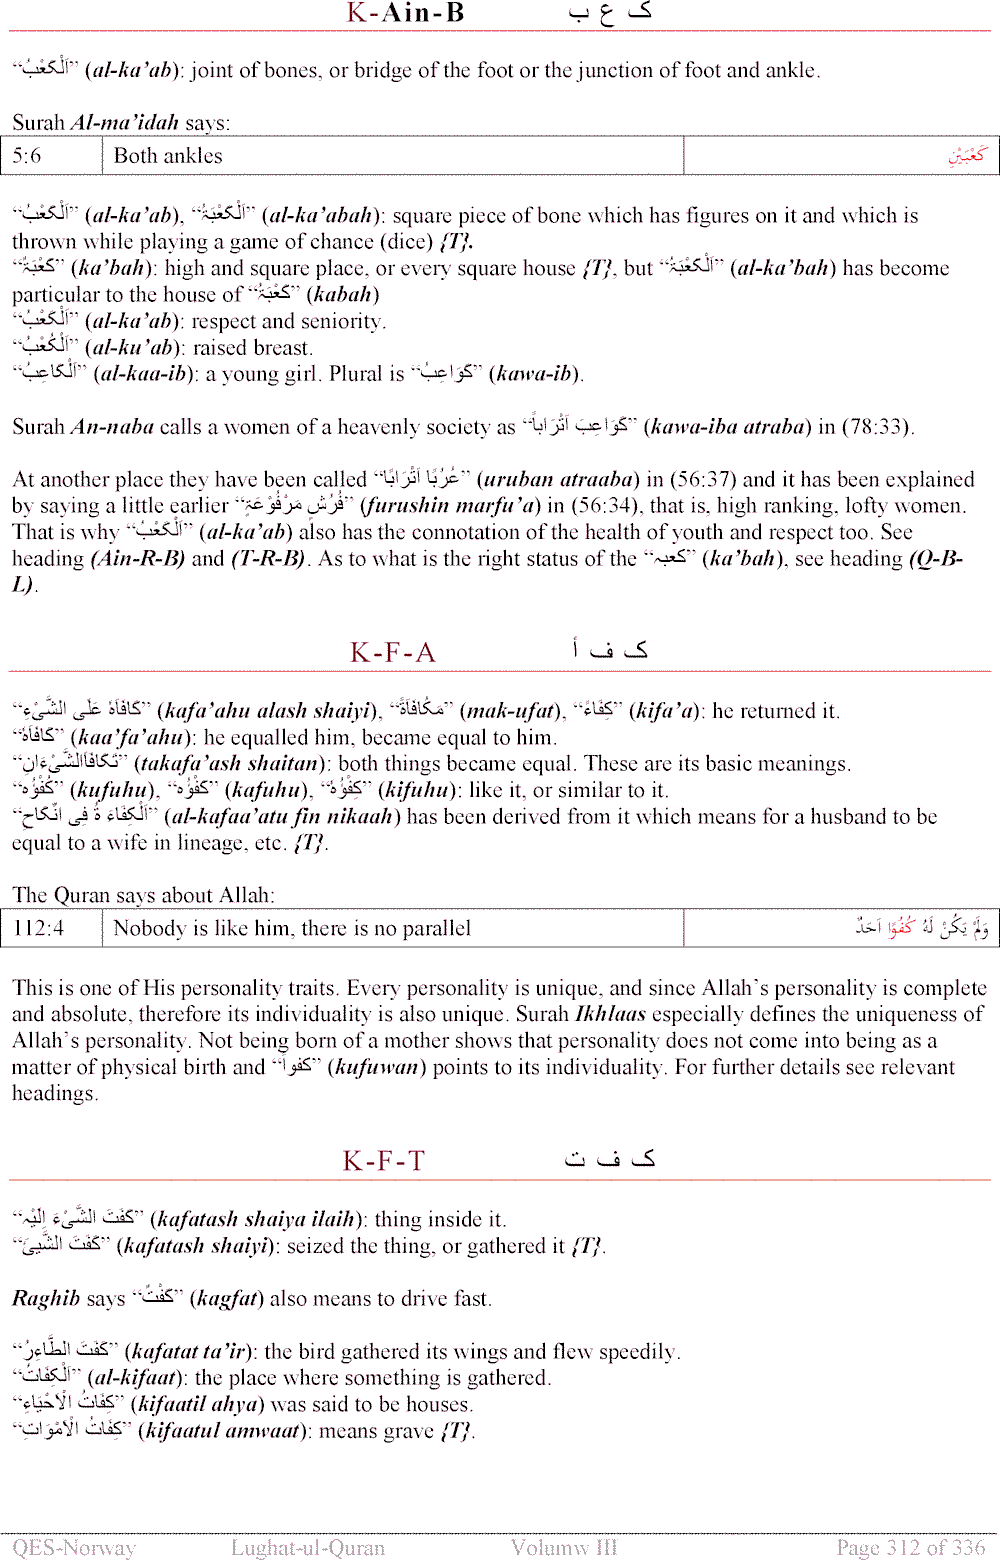 K-Ain-B ک ع ب
“اَلْکَعْبُ” (al-ka’ab): joint of bones, or bridge of the foot or the junction of foot and ankle.
Surah Al-ma’idah says:
5:6 Both ankles کَعْبَیْنِ
“اَلْکَعْبُ” (al-ka’ab), “اَلْکَعْبَۃُ” (al-ka’abah): square piece of bone which has figures on it and which is
thrown while playing a game of chance (dice) {T}.
“کَعْبَۃٌ” (ka’bah): high and square place, or every square house {T}, but “اَلْکَعْبَۃُ” (al-ka’bah) has become
particular to the house of “کَعْبَۃُ” (kabah)
“اَلْکَعْبُ” (al-ka’ab): respect and seniority.
“اَلْکُعْبُ” (al-ku’ab): raised breast.
“اَلْکَاعِبُ” (al-kaa-ib): a young girl. Plural is “کَوَاعِبُ” (kawa-ib).
Surah An-naba calls a women of a heavenly society as “کَوَاعِبَ اَتْرَاباً” (kawa-iba atraba) in (78:33).
At another place they have been called “عُرُبًا اَتْرَابًا” (uruban atraaba) in (56:37) and it has been explained
by saying a little earlier “فُرُشٍ مَرْفُوْعَۃٍ” (furushin marfu’a) in (56:34), that is, high ranking, lofty women.
That is why “اَلْکَعْبُ” (al-ka’ab) also has the connotation of the health of youth and respect too. See
heading (Ain-R-B) and (T-R-B). As to what is the right status of the “کعبہ” (ka’bah), see heading (Q-B-
L).
K-F-A ک ف أ
“کَافَاَہُ عَلَی الشَّیْءِ” (kafa’ahu alash shaiyi), “مَکَافَاَۃً” (mak-ufat), “کِفَاءً” (kifa’a): he returned it.
“کَافَاَہُ” (kaa’fa’ahu): he equalled him, became equal to him.
“تَکَافَاَالشَّیْءَانِ” (takafa’ash shaitan): both things became equal. These are its basic meanings.
“کُفْؤُہ” (kufuhu), “کَفْؤُہ” (kafuhu), “کِفْؤُہُ” (kifuhu): like it, or similar to it.
“اَلْکِفَاءَ ۃُ فِی انِّکَاحِ” (al-kafaa’atu fin nikaah) has been derived from it which means for a husband to be
equal to a wife in lineage, etc. {T}.
The Quran says about Allah:
112:4 Nobody is like him, there is no parallel وَلَمْ یَکُنْ لَہُ کُفُوًا اَحَدٌ
This is one of His personality traits. Every personality is unique, and since Allah’s personality is complete
and absolute, therefore its individuality is also unique. Surah Ikhlaas especially defines the uniqueness of
Allah’s personality. Not being born of a mother shows that personality does not come into being as a
matter of physical birth and “کفواً” (kufuwan) points to its individuality. For further details see relevant
headings.
K-F-T ک ف ت
“کَفَتَ الشَّیْءَ اِلَیْہِ” (kafatash shaiya ilaih): thing inside it.
“کَفَتَ الشَّیِیَٔ” (kafatash shaiyi): seized the thing, or gathered it {T}.
Raghib says “کَفْتٌ” (kagfat) also means to drive fast.
“کَفَتَ الطَّاءِرُ” (kafatat ta’ir): the bird gathered its wings and flew speedily.
“اَلْکِفَاتُ” (al-kifaat): the place where something is gathered.
“کِفَاتُ الْاَحْیَاءِ” (kifaatil ahya) was said to be houses.
“کِفَاتُ الْاَمْوَاتِ” (kifaatul amwaat): means grave {T}.
QES-Norway Lughat-ul-Quran Volumw III Page 312 of 336